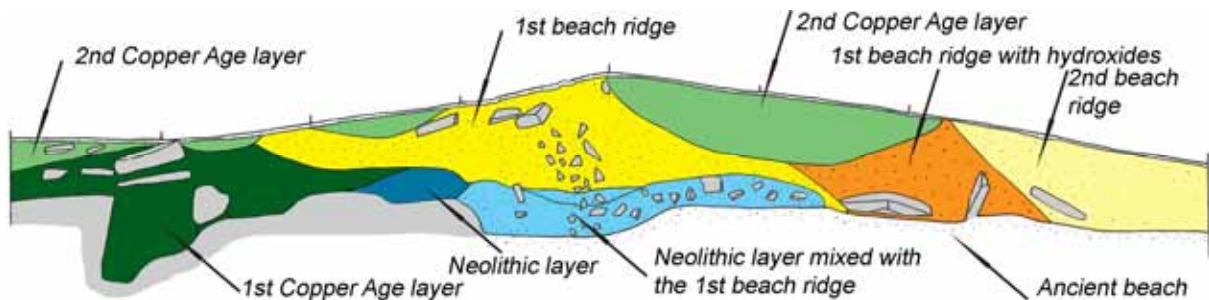 2nd Copper Age layer
1st beach ridge
2nd Copper Age layer
1st beach ridge with hydroxides
2nd beach
ridge
Neolithic layer
1st Copper Age layer
Neolithic layer mixed with
the 1st beach ridge
Ancient beach